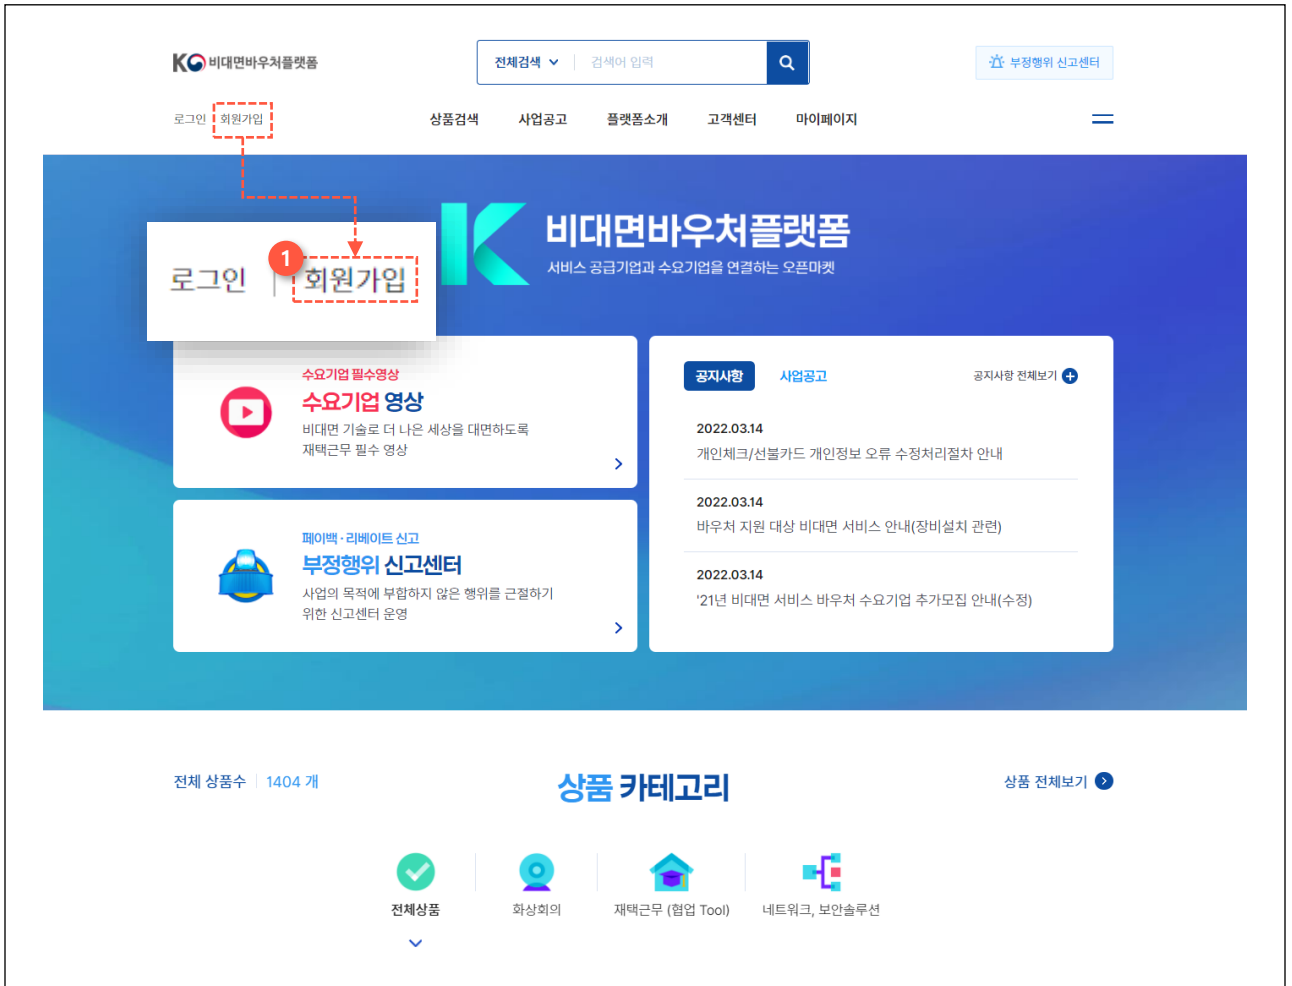 비대면바우처플랫폼
전체검색
검색어 입력
부정행위 신고센터
로그인
회원가입
상품검색
사업공고
플랫폼소개
고객센터
마이페이지
비대면바우처플랫폼
서비스 공급기업과 수요기업을 연결하는 오픈마켓
1
로그인
회원가입
수요기업 필수영상
수요기업 영상
비대면 기술로 더 나은 세상을 대면하도록
재택근무 필수 영상
페이백·리베이트 신고
부정행위 신고센터
사업의 목적에 부합하지 않은 행위를 근절하기
위한 신고센터 운영
공지사항
사업공고
공지사항 전체보기
2022.03.14
개인체크/선불카드 개인정보 오류 수정처리절차 안내
2022.03.14
바우처 지원 대상 비대면 서비스 안내(장비설치 관련)
2022.03.14
'21년 비대면 서비스 바우처 수요기업 추가모집 안내(수정)
전체 상품수
1404 개
상품 카테고리
상품 전체보기
전체상품
화상회의
재택근무 (협업 Tool)
네트워크, 보안솔루션